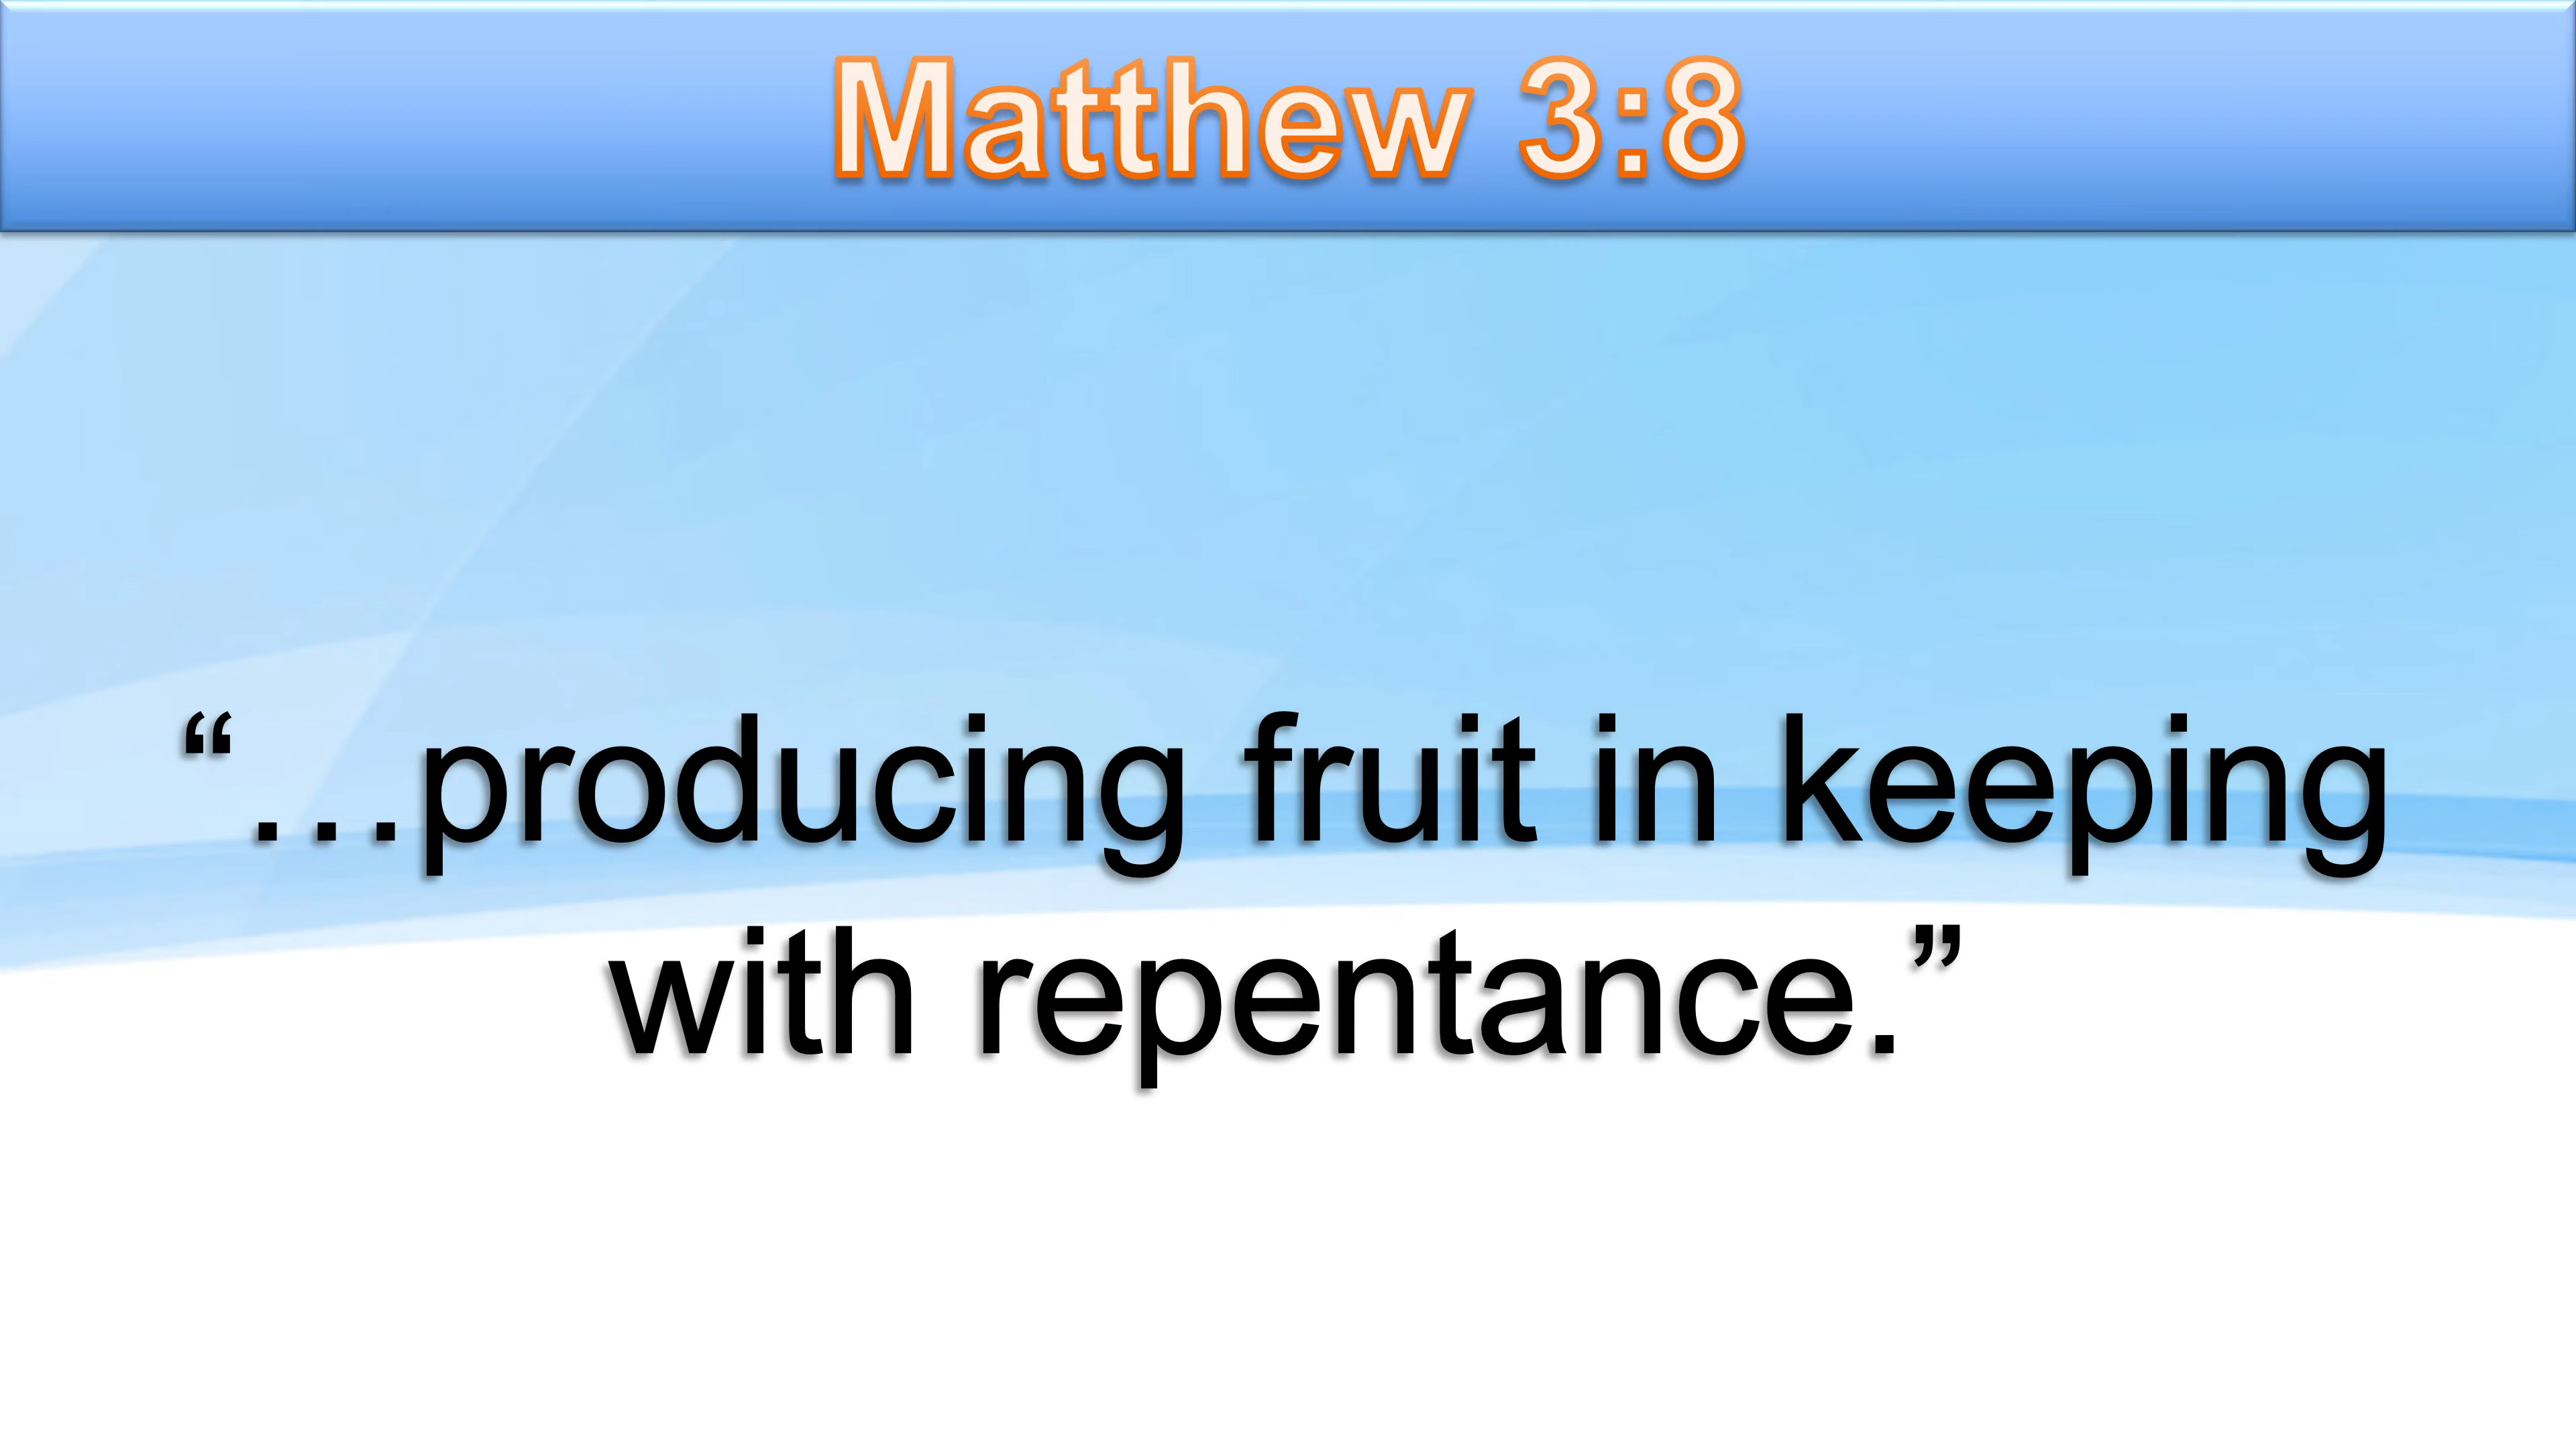 Matthew 3:8
“…producing fruit in keeping
with repentance.”